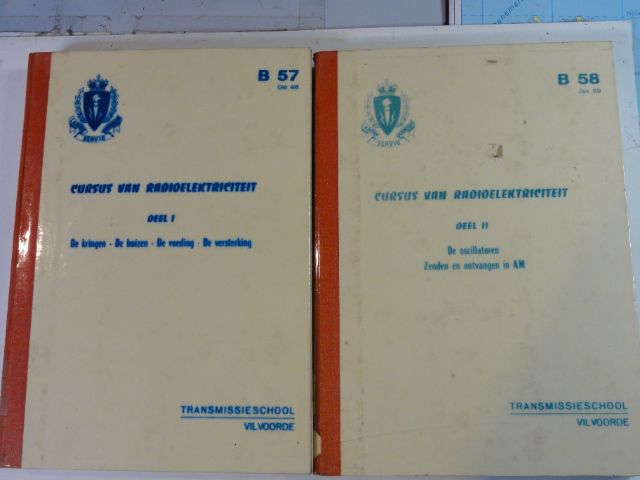 B 57
Okt 68
SERVIO
CURSUS VAN RADIOELEKTRICITEIT
DEEL I
De kringen - De buizen - De voeding - De versterking
TRANSMISSIESCHOOL
VILVOORDE
B 58
Jan 69
SERVIO
CURSUS VAN RADIOELEKTRICITEIT
DEEL II
De oscillatoren
Zenden en ontvangen in AM
TRANSMISSIESCHOOL
VILVOORDE